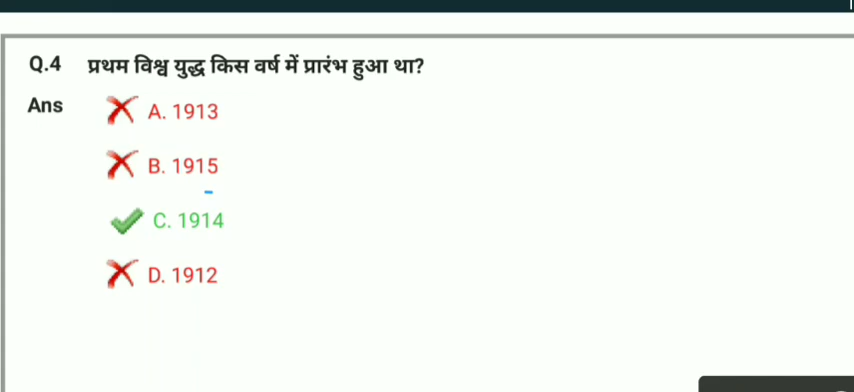 Q.4 प्रथम विश्व युद्ध किस वर्ष में प्रारंभ हुआ था?
Ans A. 1913
B. 1915
C. 1914
D. 1912